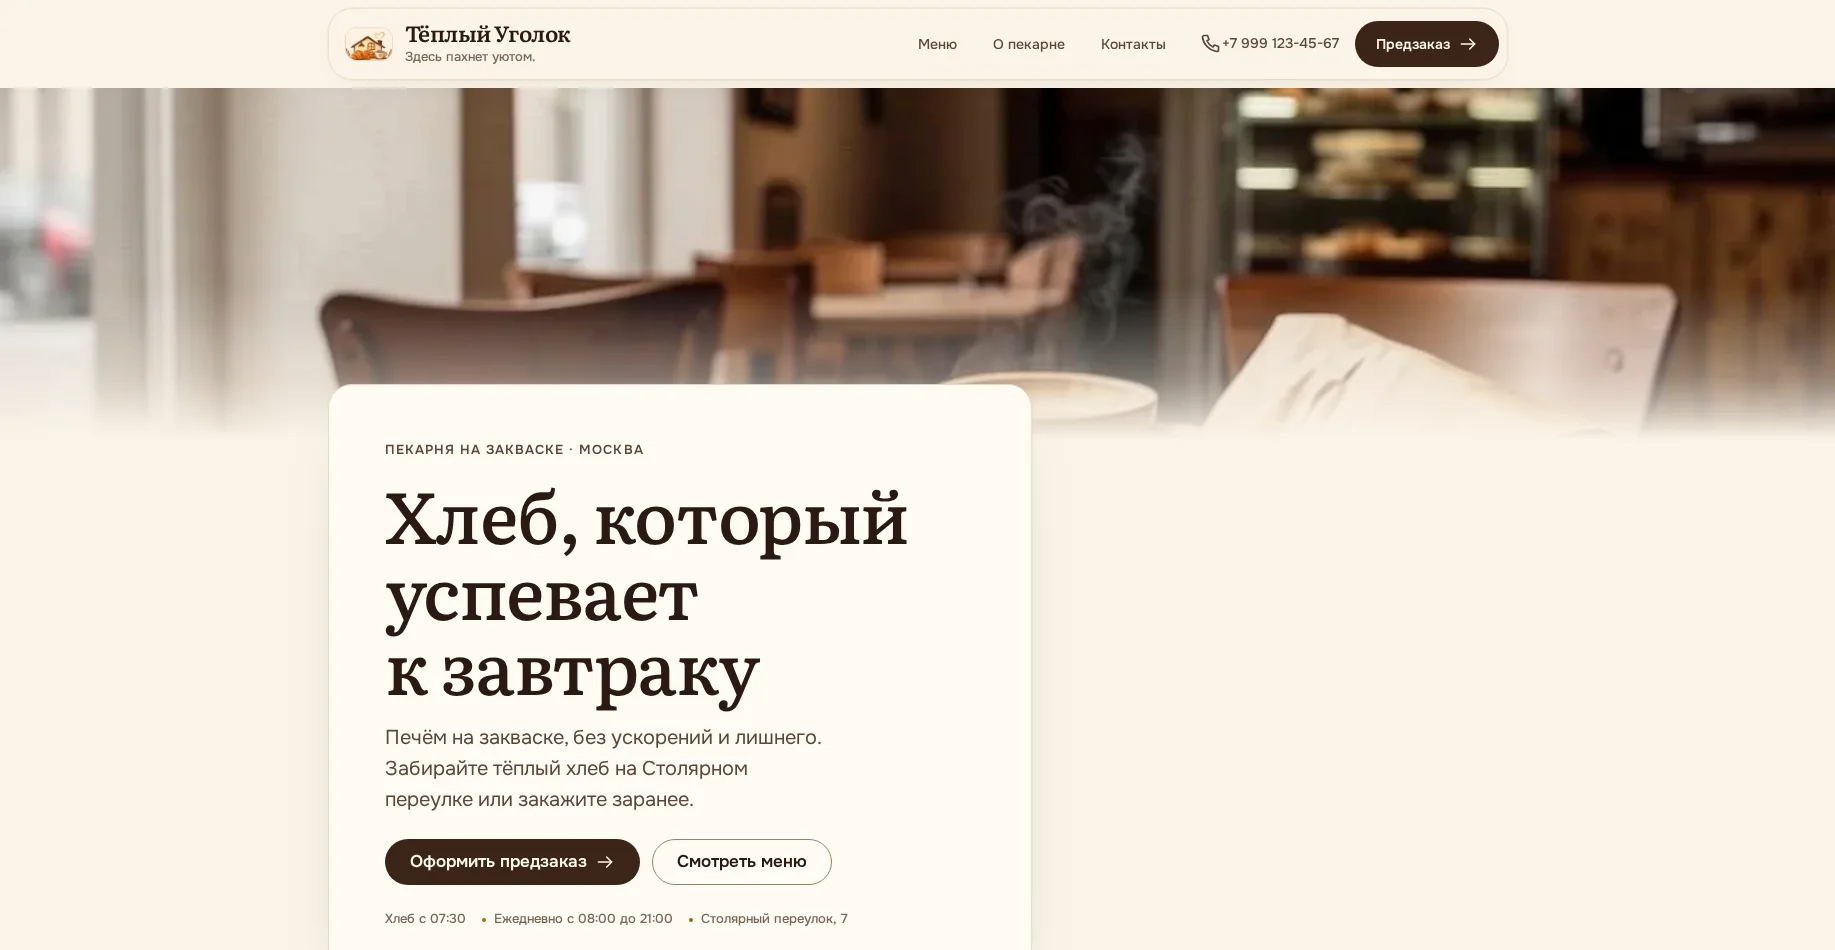 Тёплый Уголок
Здесь пахнет уютом.
Меню
О пекарне
Контакты
+7 999 123-45-67
Предзаказ →
ПЕКАРНЯ НА ЗАКВАСКЕ · МОСКВА
Хлеб, который
успевает
к завтраку
Печём на закваске, без ускорений и лишнего.
Забирайте тёплый хлеб на Столярном
переулке или закажите заранее.
Оформить предзаказ →
Смотреть меню
Хлеб с 07:30 • Ежедневно с 08:00 до 21:00 • Столярный переулок, 7